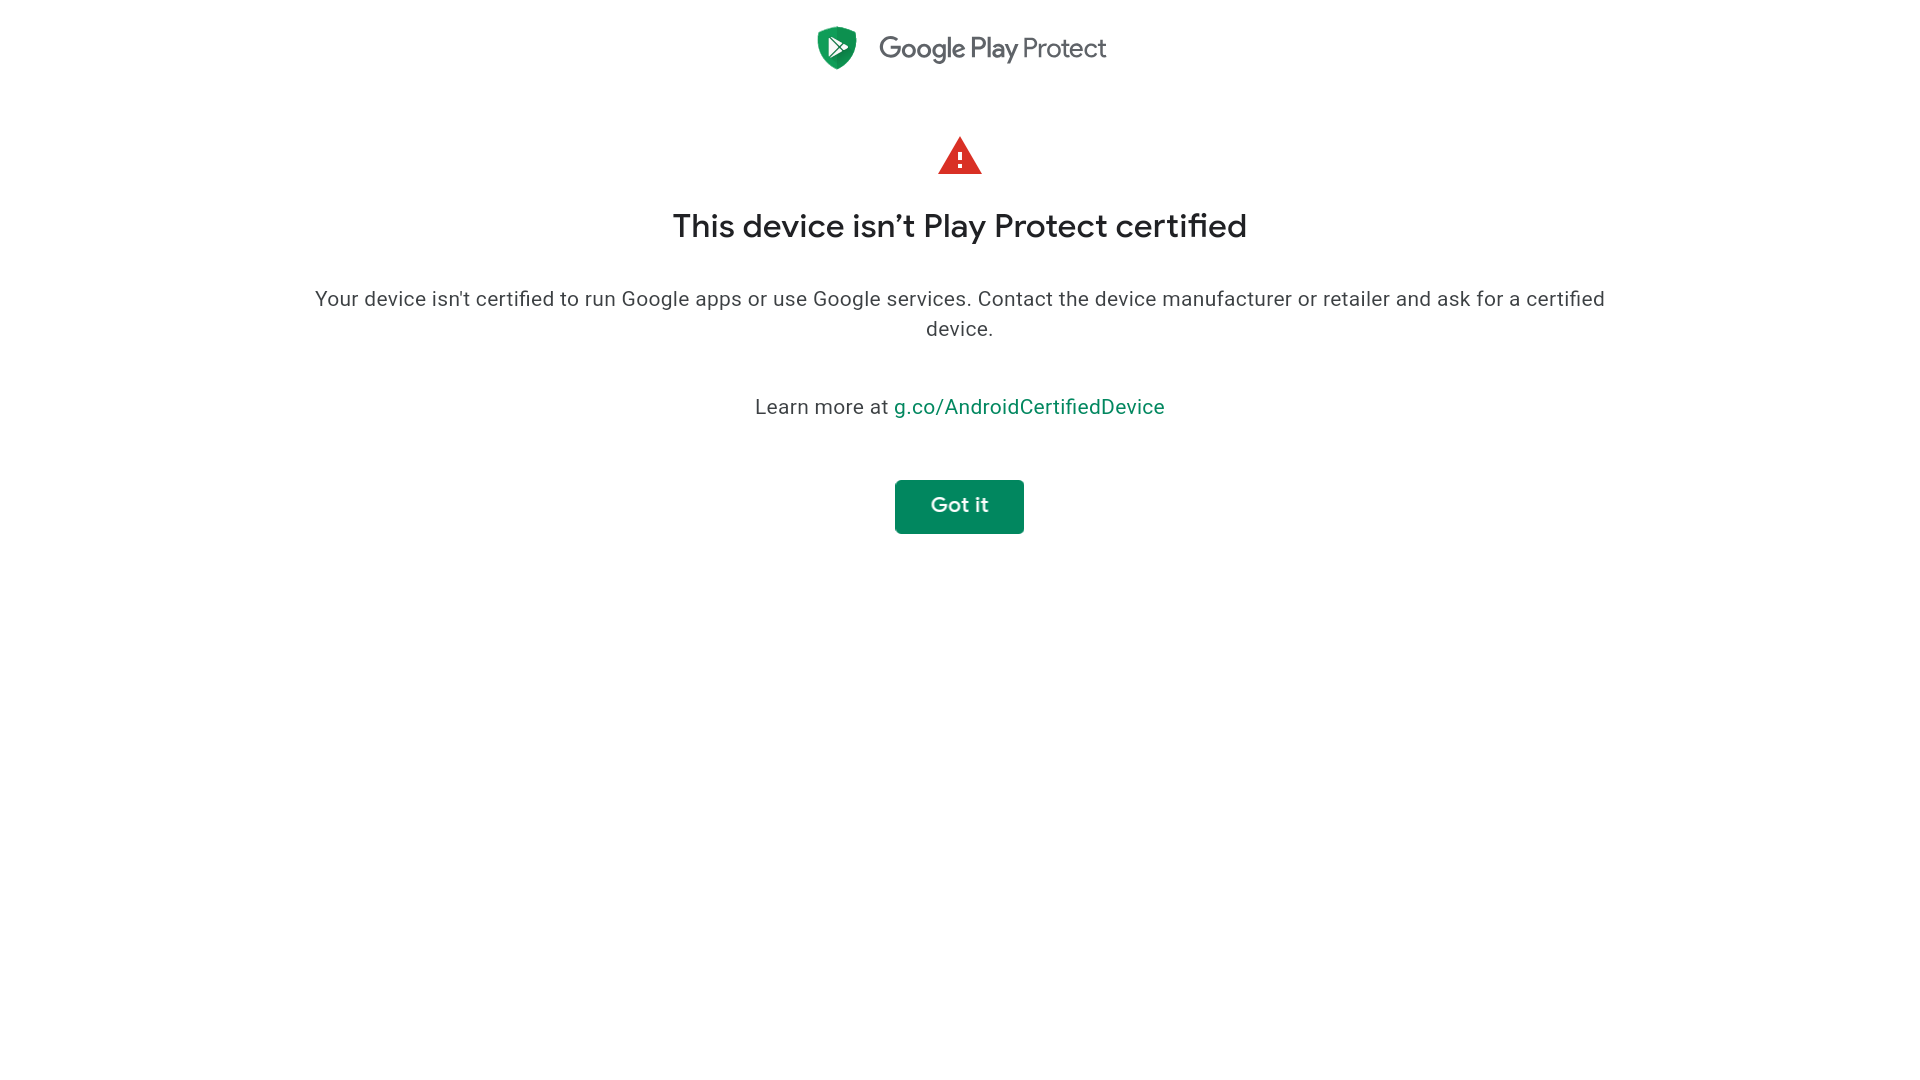 Google Play Protect
This device isn’t Play Protect certified
Your device isn't certified to run Google apps or use Google services. Contact the device manufacturer or retailer and ask for a certified
device.
Learn more at g.co/AndroidCertifiedDevice
Got it